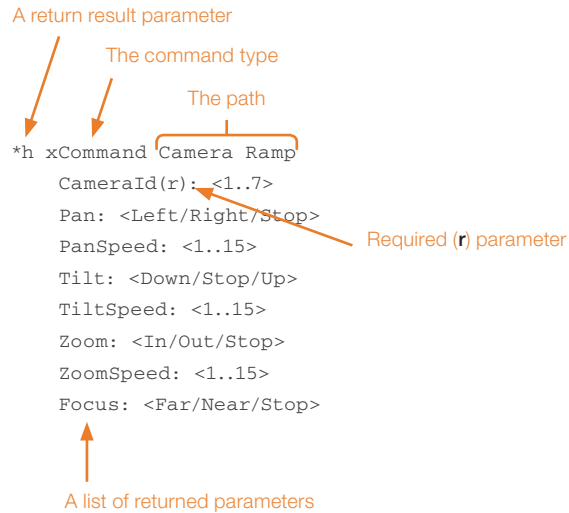 A return result parameter
The command type
The path
*h xCommand Camera Ramp
CameraId(r): <1..7>
Pan: <Left/Right/Stop>
PanSpeed: <1..15>
Required (r) parameter
Tilt: <Down/Stop/Up>
TiltSpeed: <1..15>
Zoom: <In/Out/Stop>
ZoomSpeed: <1..15>
Focus: <Far/Near/Stop>
A list of returned parameters